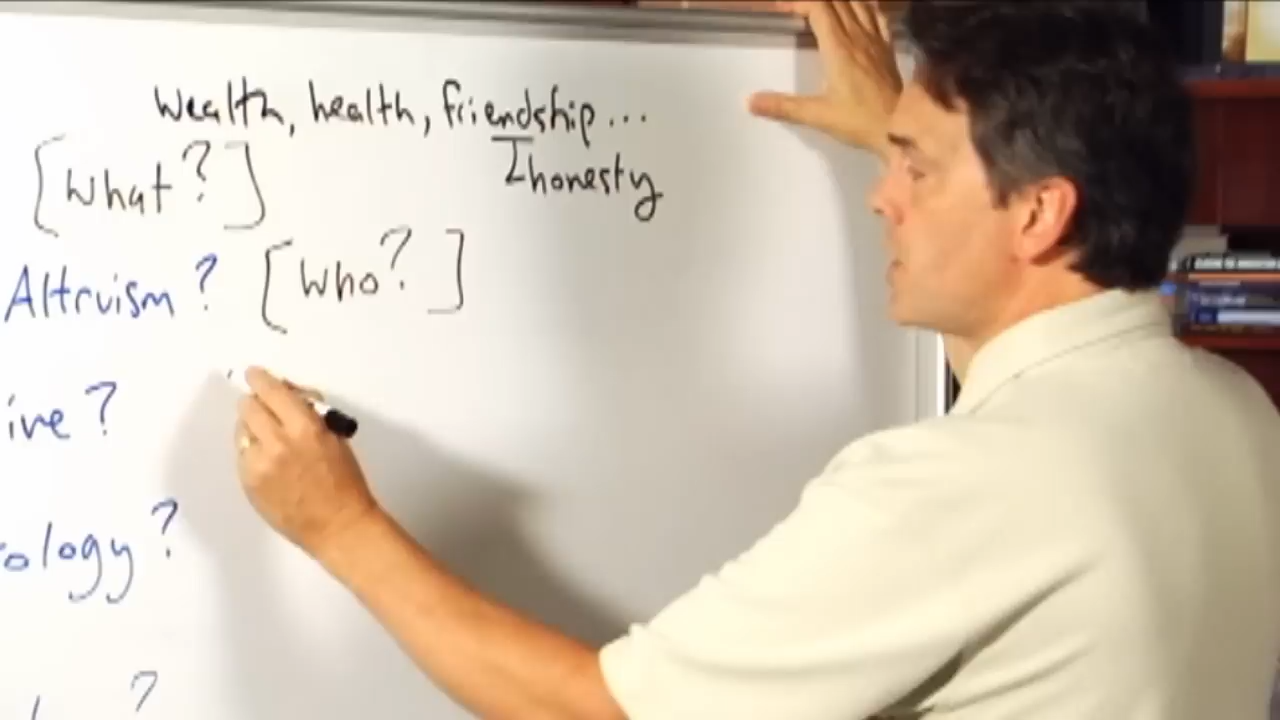 Wealth, health, friendship...
[What?]
honesty
Altruism? [Who?]
ive?
ology?
?